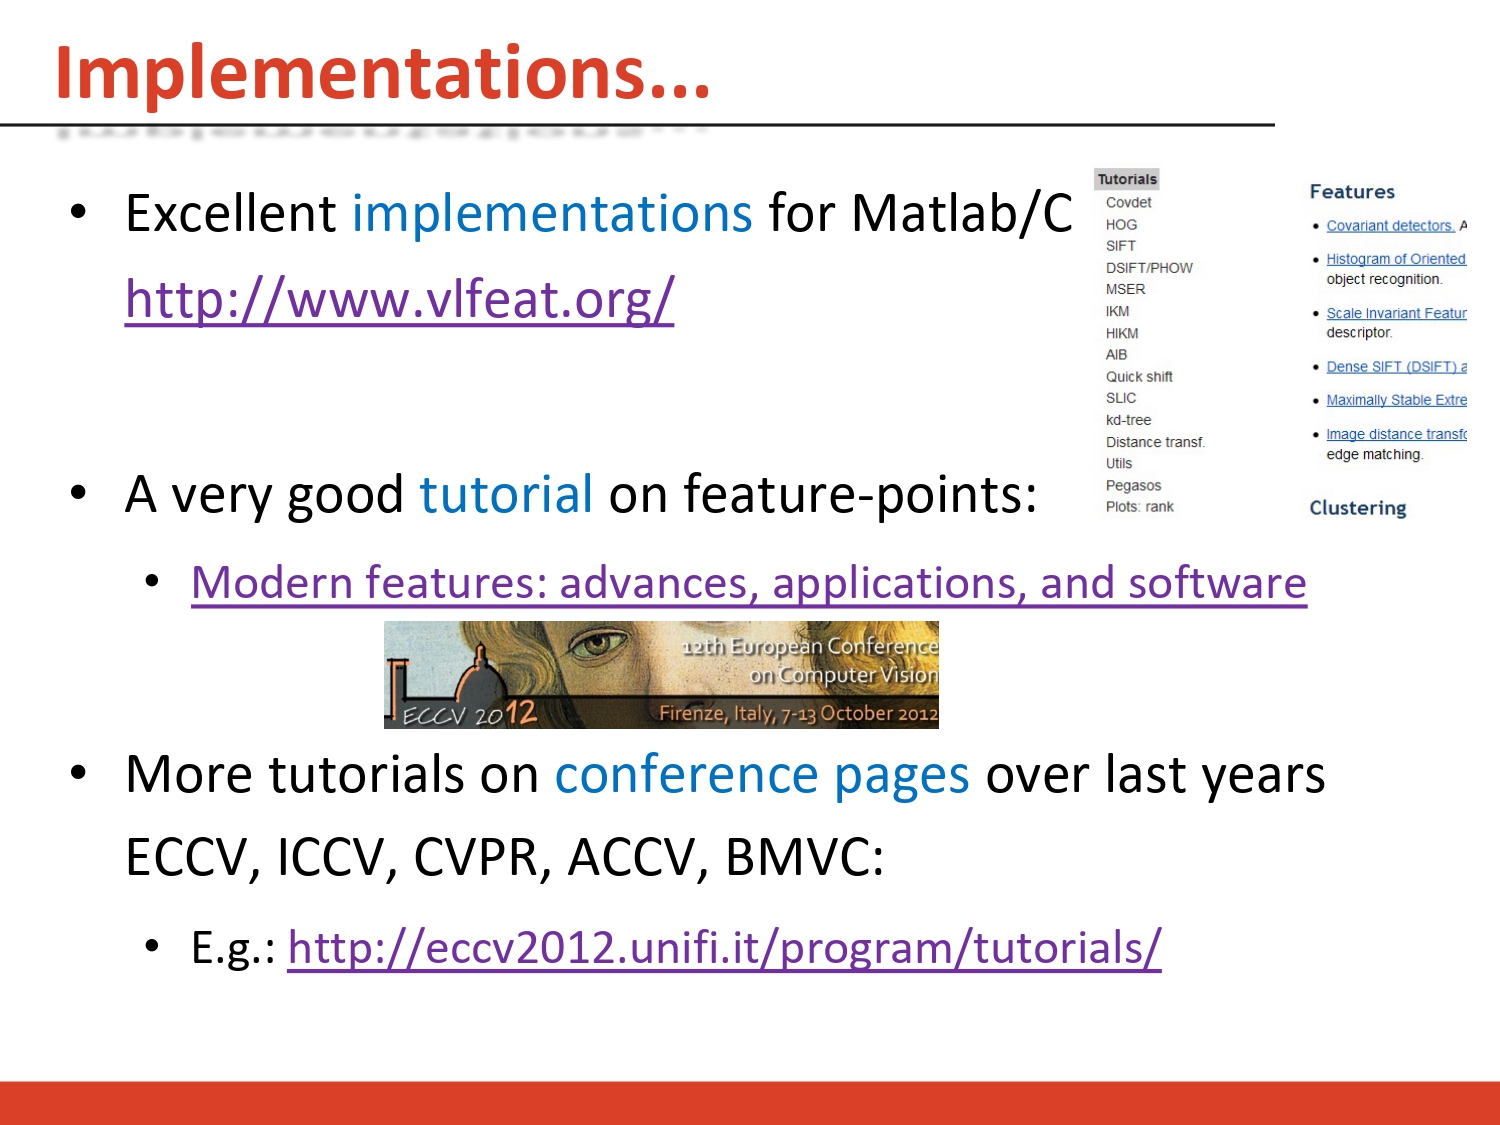 Implementations...
• Excellent implementations for Matlab/C
http://www.vlfeat.org/
Tutorials
Covdet
HOG
SIFT
DSIFT/PHOW
MSER
IKM
HIKM
AIB
Quick shift
SLIC
kd-tree
Distance transf.
Utils
Pegasos
Plots: rank
Features
• Covariant detectors. A
• Histogram of Oriented
object recognition.
• Scale Invariant Featur
descriptor.
• Dense SIFT (DSIFT) a
• Maximally Stable Extre
• Image distance transfo
edge matching.
Clustering
• A very good tutorial on feature-points:
• Modern features: advances, applications, and software
12th European Conference
on Computer Vision
ECCV 2012
Firenze, Italy, 7-13 October 2012
• More tutorials on conference pages over last years
ECCV, ICCV, CVPR, ACCV, BMVC:
• E.g.: http://eccv2012.unifi.it/program/tutorials/